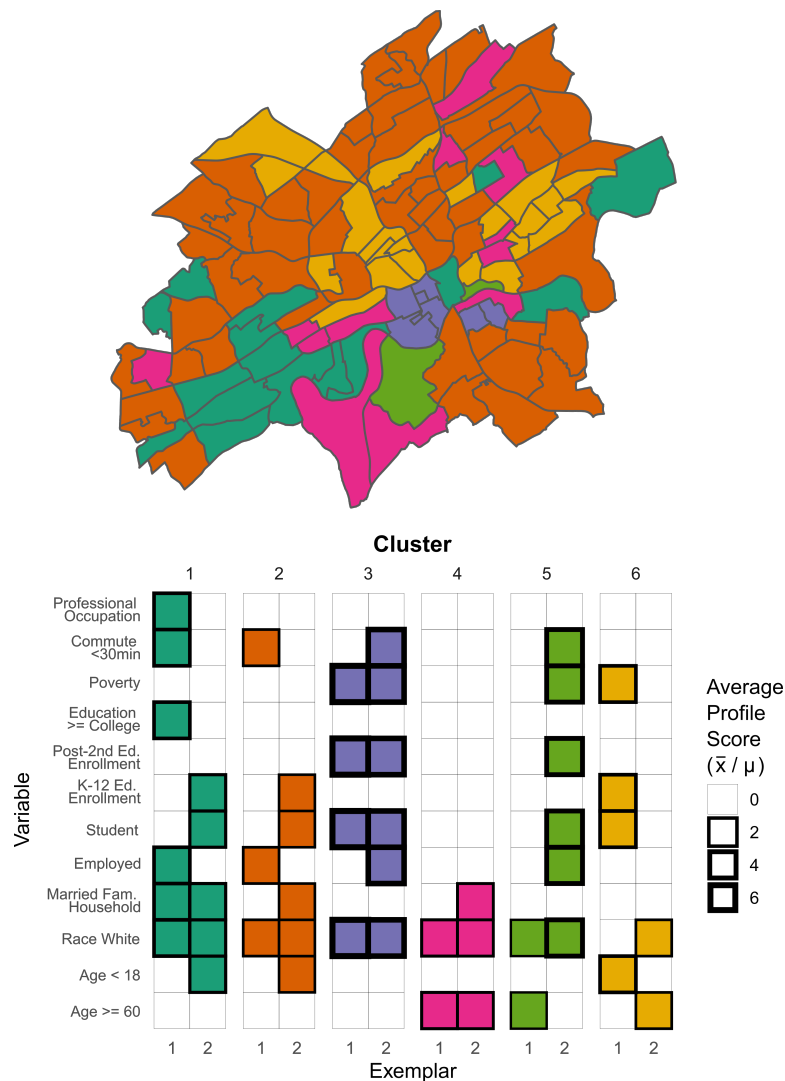 Cluster
1 2 3 4 5 6
Professional
Occupation
Commute
<30min
Poverty
Education
>= College
Post-2nd Ed.
Enrollment
K-12 Ed.
Enrollment
Student
Employed
Married Fam.
Household
Race White
Age < 18
Age >= 60
Variable
1 2 1 2 1 2 1 2 1 2 1 2
Exemplar
Average
Profile
Score
(x̅ / μ)
0
2
4
6